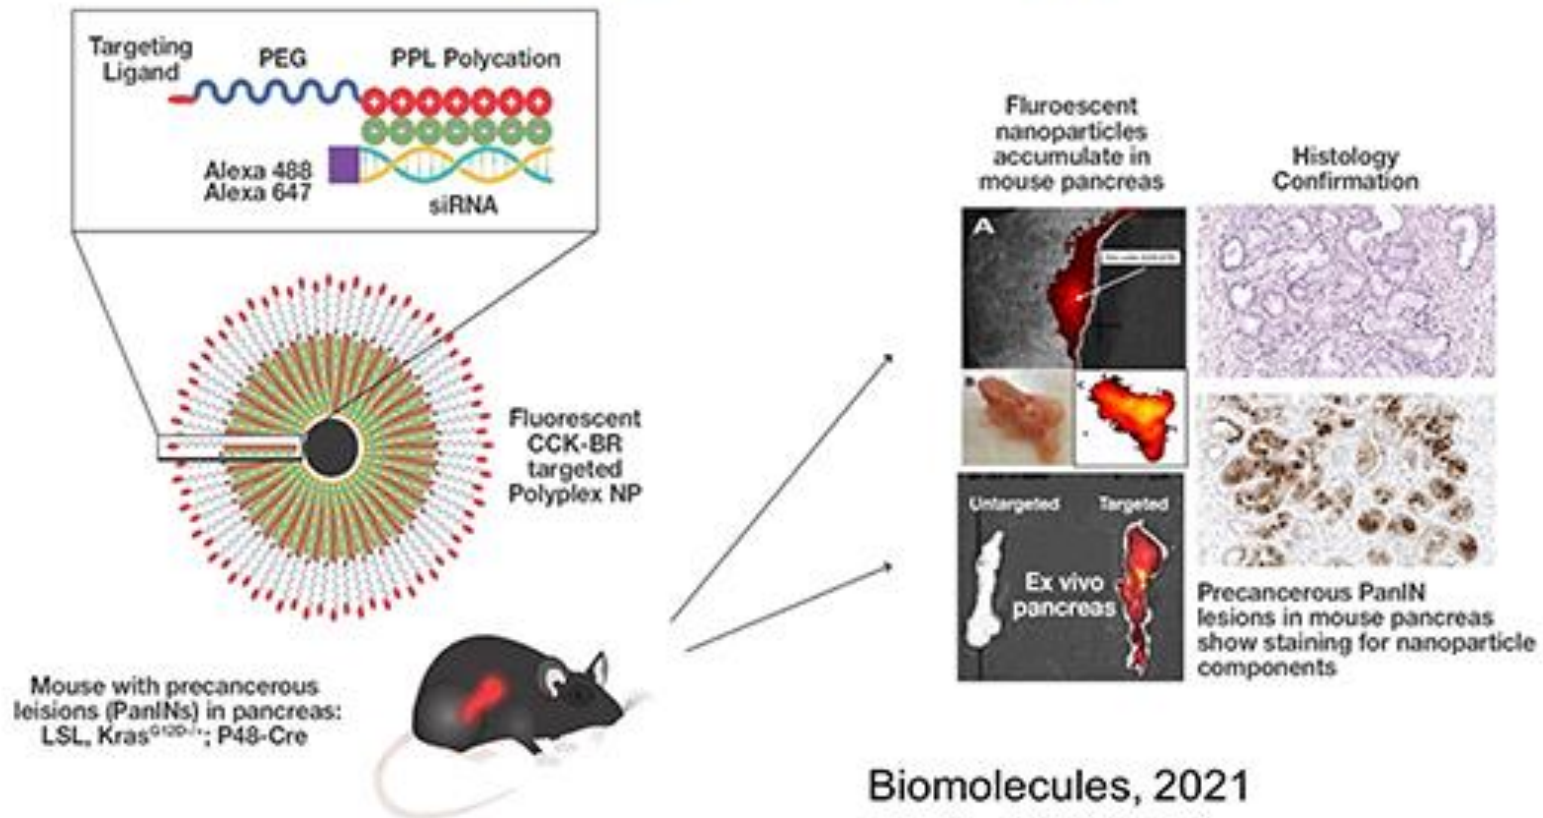 Targeting
Ligand
PEG
PPL Polycation
Alexa 488
Alexa 647
siRNA
Fluorescent
CCK-BR
targeted
Polyplex NP
Mouse with precancerous
leisions (PanINs) in pancreas:
LSL, Kras^G12D-/+; P48-Cre
Fluroescent
nanoparticles
accumulate in
mouse pancreas
A
Untargeted
Targeted
Ex vivo
pancreas
Histology
Confirmation
Precancerous PanIN
lesions in mouse pancreas
show staining for nanoparticle
components
Biomolecules, 2021